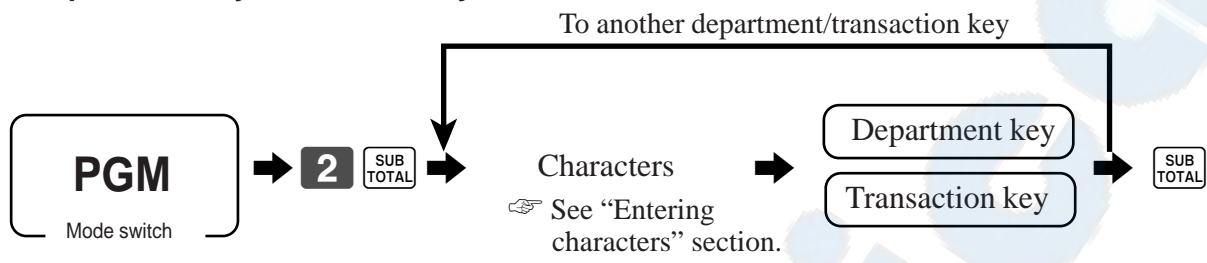 To another department/transaction key
PGM
Mode switch
2
SUB
TOTAL
Characters
☞ See “Entering
characters” section.
Department key
Transaction key
SUB
TOTAL